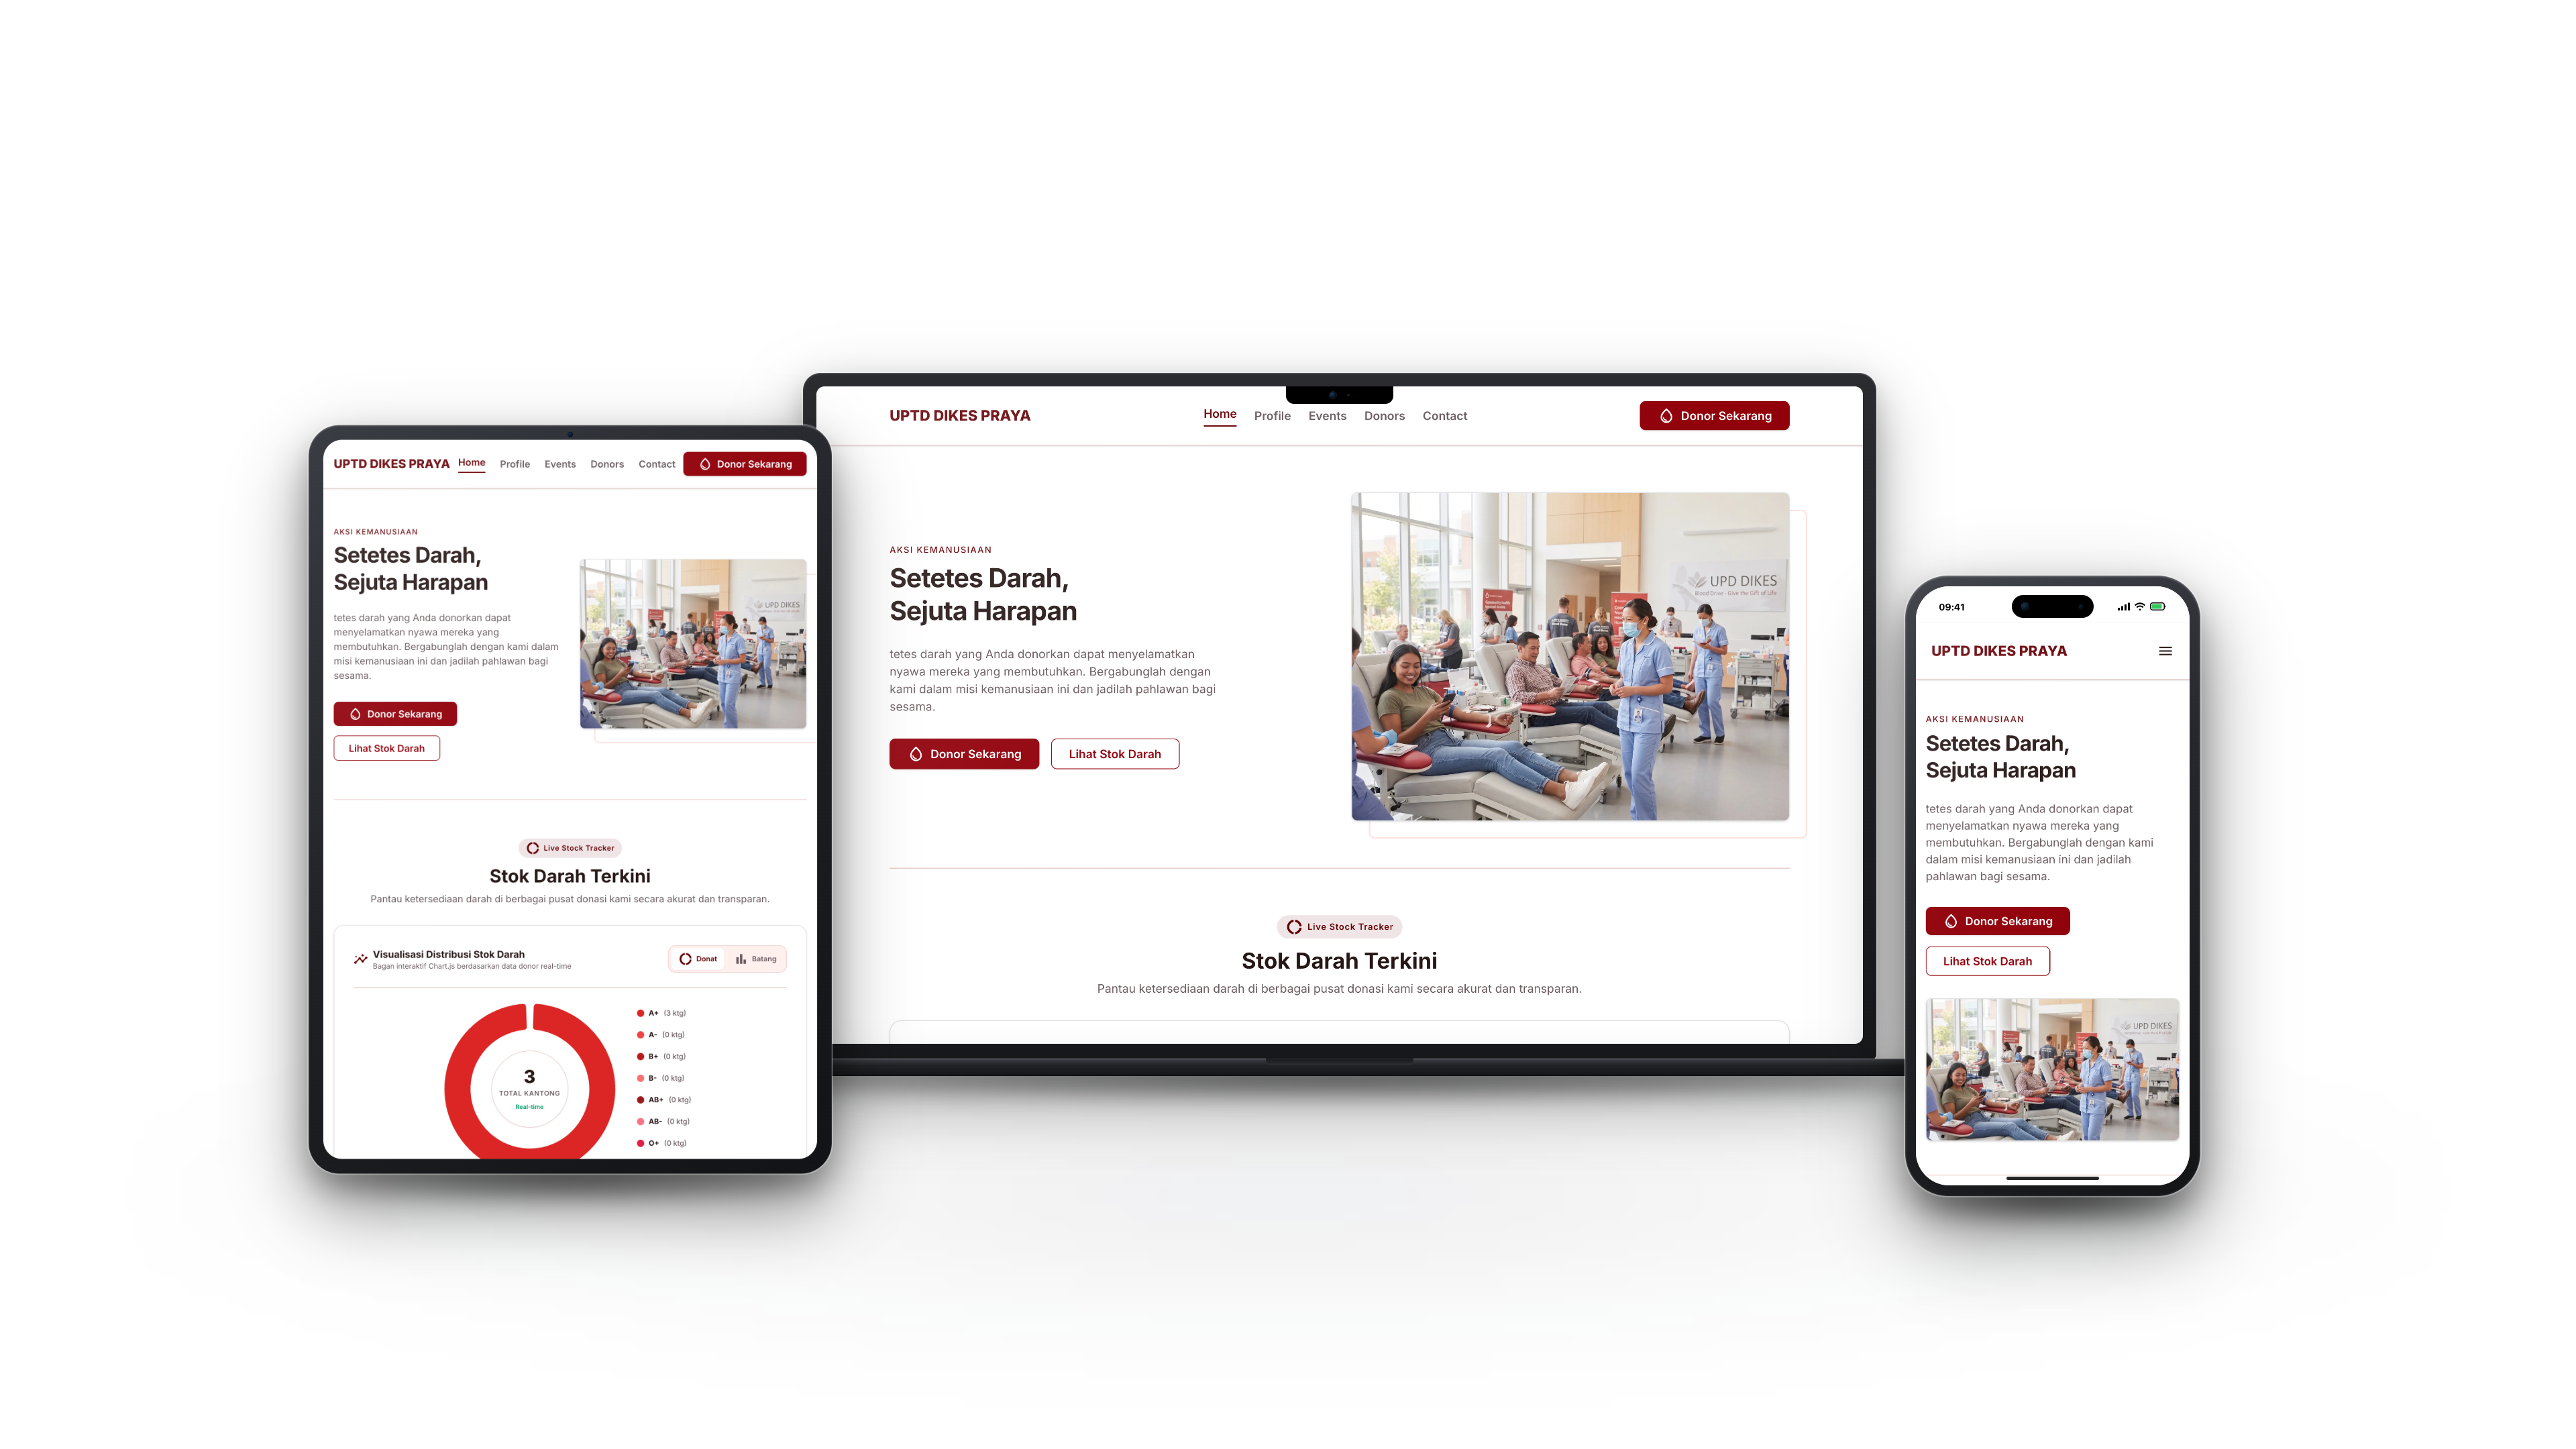 UPTD DIKES PRAYA
Home Profile Events Donors Contact
Donor Sekarang
AKSI KEMANUSIAAN
Setetes Darah,
Sejuta Harapan
tetes darah yang Anda donorkan dapat
menyelamatkan nyawa mereka yang
membutuhkan. Bergabunglah dengan kami dalam
misi kemanusiaan ini dan jadilah pahlawan bagi
sesama.
Donor Sekarang
Lihat Stok Darah
UPD DIKES
Live Stock Tracker
Stok Darah Terkini
Pantau ketersediaan darah di berbagai pusat donasi kami secara akurat dan transparan.
Visualisasi Distribusi Stok Darah
Bagan interaktif Chart.js berdasarkan data donor real-time
Donat Batang
3
TOTAL KANTONG
Real-time
A+ (3 ktg)
A- (0 ktg)
B+ (0 ktg)
B- (0 ktg)
AB+ (0 ktg)
AB- (0 ktg)
O+ (0 ktg)
UPTD DIKES PRAYA
Home Profile Events Donors Contact
Donor Sekarang
AKSI KEMANUSIAAN
Setetes Darah,
Sejuta Harapan
tetes darah yang Anda donorkan dapat menyelamatkan
nyawa mereka yang membutuhkan. Bergabunglah dengan
kami dalam misi kemanusiaan ini dan jadilah pahlawan bagi
sesama.
Donor Sekarang Lihat Stok Darah
UPD DIKES
Blood Drive - Give the Gift of Life
Live Stock Tracker
Stok Darah Terkini
Pantau ketersediaan darah di berbagai pusat donasi kami secara akurat dan transparan.
09:41
UPTD DIKES PRAYA
AKSI KEMANUSIAAN
Setetes Darah,
Sejuta Harapan
tetes darah yang Anda donorkan dapat
menyelamatkan nyawa mereka yang
membutuhkan. Bergabunglah dengan kami
dalam misi kemanusiaan ini dan jadilah
pahlawan bagi sesama.
Donor Sekarang
Lihat Stok Darah
UPD DIKES